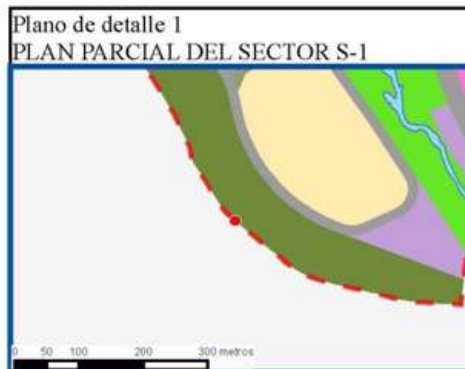 Plano de detalle 1
PLAN PARCIAL DEL SECTOR S-1
0 50 100 200 300 metros